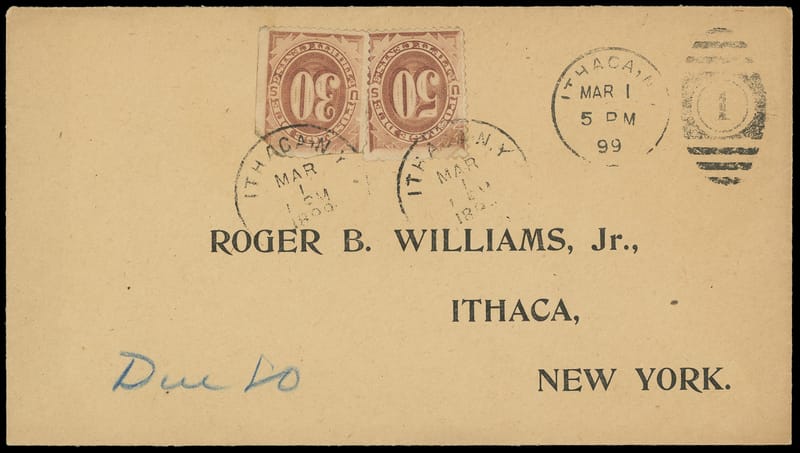 30
50
ITHACA, N.Y.
MAR 1
5 PM
99
1
ITHACA N.Y.
MAR
1
ITHACA, N.Y.
MAR
1
ROGER B. WILLIAMS, Jr.,
ITHACA,
NEW YORK.
Due 80